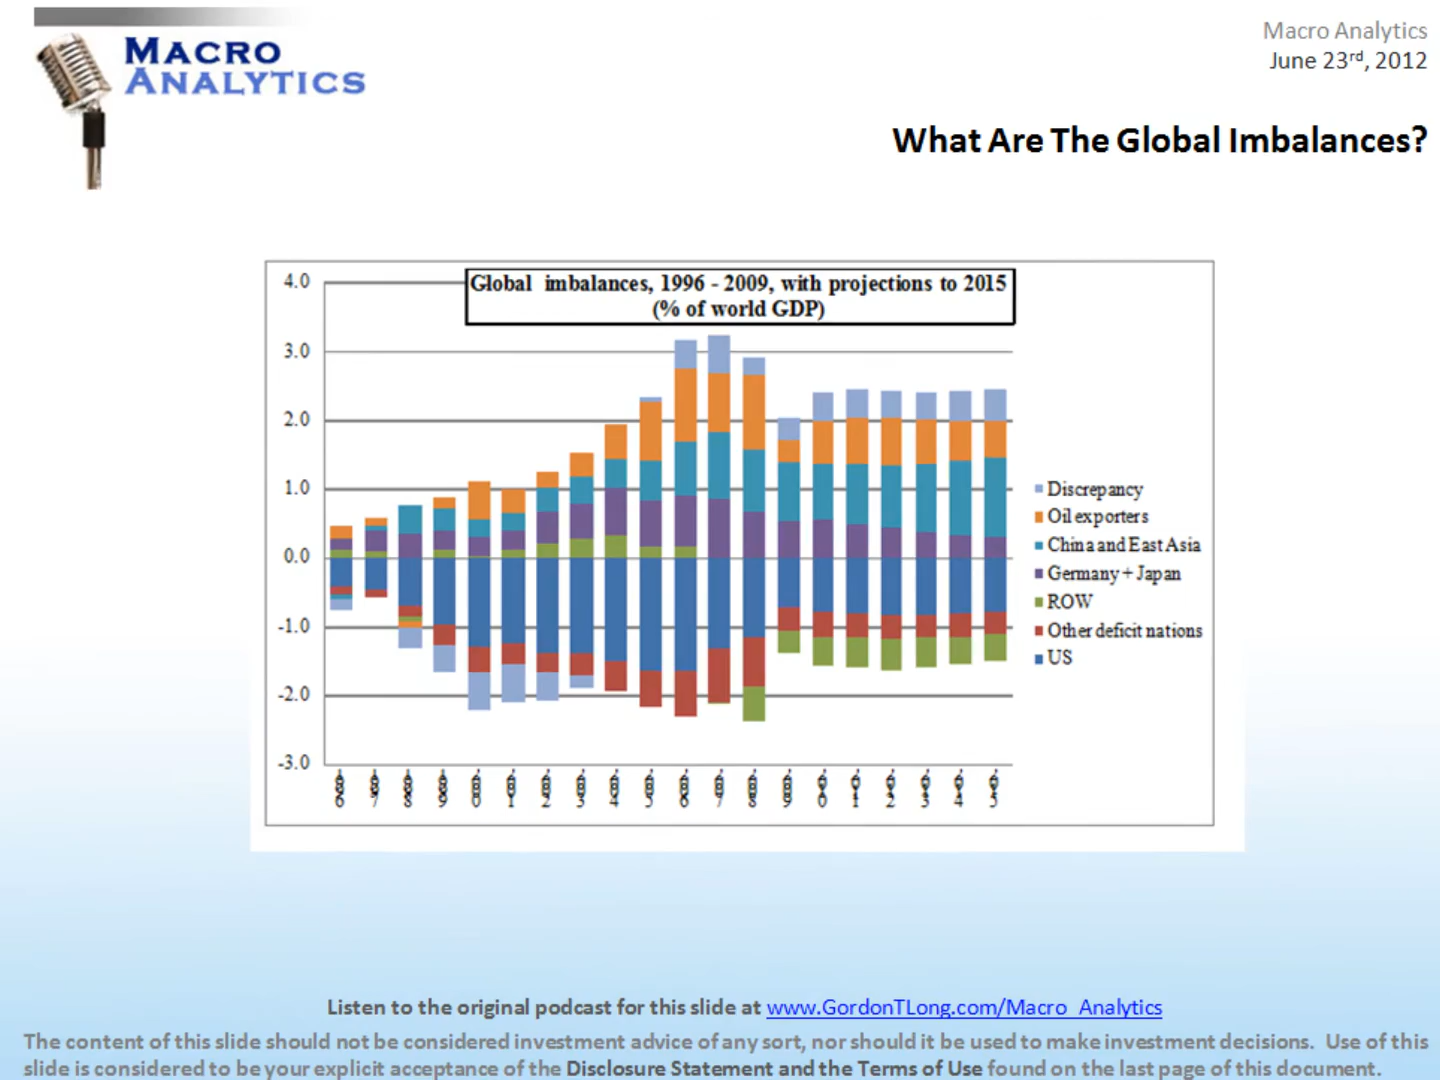 MACRO
ANALYTICS
Macro Analytics
June 23rd, 2012
What Are The Global Imbalances?
Global imbalances, 1996 - 2009, with projections to 2015
(% of world GDP)
4.0
3.0
2.0
1.0
0.0
-1.0
-2.0
-3.0
Discrepancy
Oil exporters
China and East Asia
Germany + Japan
ROW
Other deficit nations
US
Listen to the original podcast for this slide at www.GordonTLong.com/Macro_Analytics
The content of this slide should not be considered investment advice of any sort, nor should it be used to make investment decisions. Use of this
slide is considered to be your explicit acceptance of the Disclosure Statement and the Terms of Use found on the last page of this document.